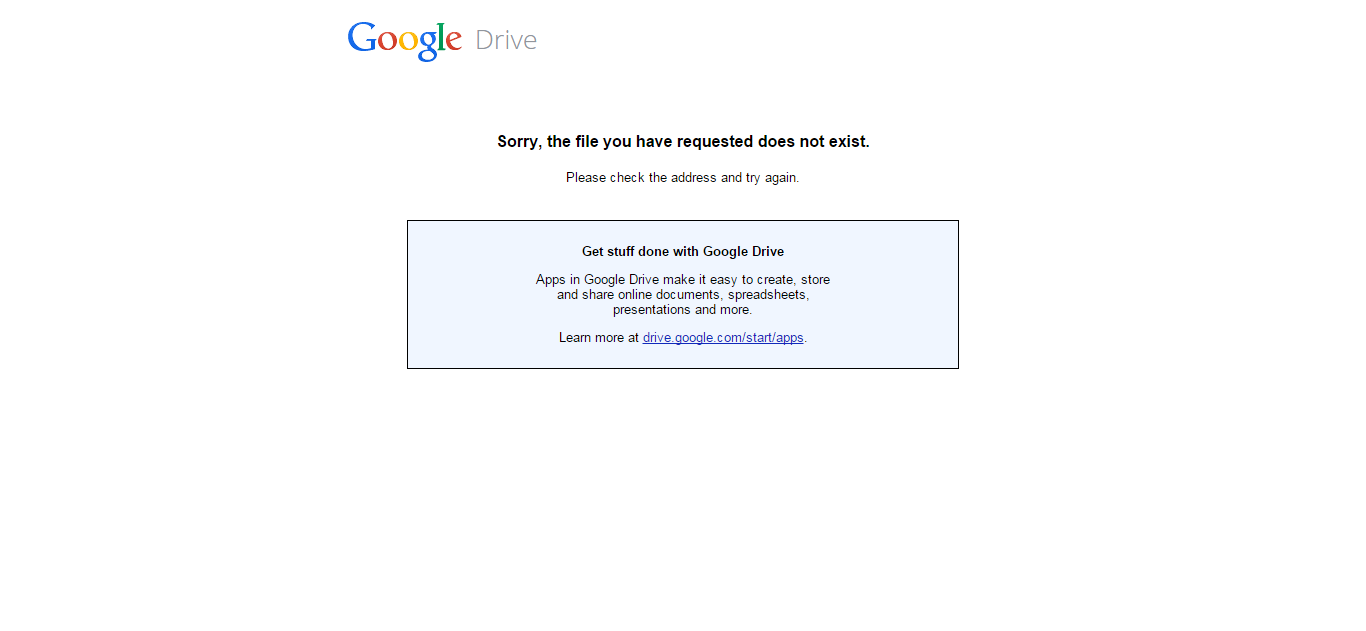 Google Drive
Sorry, the file you have requested does not exist.
Please check the address and try again.
Get stuff done with Google Drive
Apps in Google Drive make it easy to create, store
and share online documents, spreadsheets,
presentations and more.
Learn more at drive.google.com/start/apps.